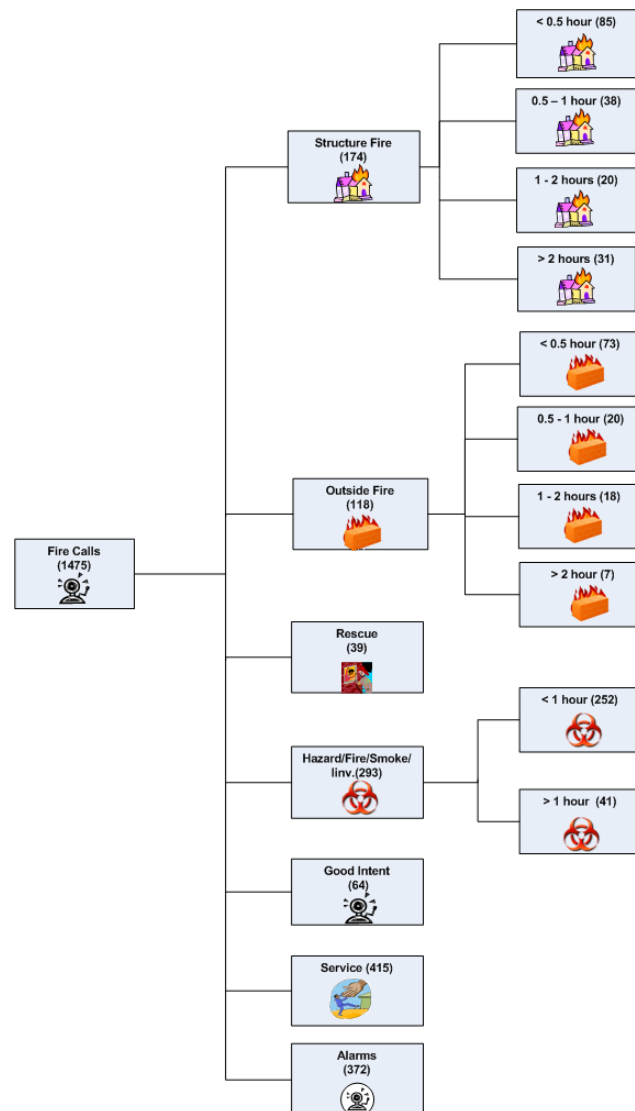 Fire Calls
(1475)
Structure Fire
(174)
< 0.5 hour (85)
0.5 – 1 hour (38)
1 - 2 hours (20)
> 2 hours (31)
Outside Fire
(118)
< 0.5 hour (73)
0.5 - 1 hour (20)
1 - 2 hours (18)
> 2 hour (7)
Rescue
(39)
Hazard/Fire/Smoke/
Iinv.(293)
< 1 hour (252)
> 1 hour (41)
Good Intent
(64)
Service (415)
Alarms
(372)